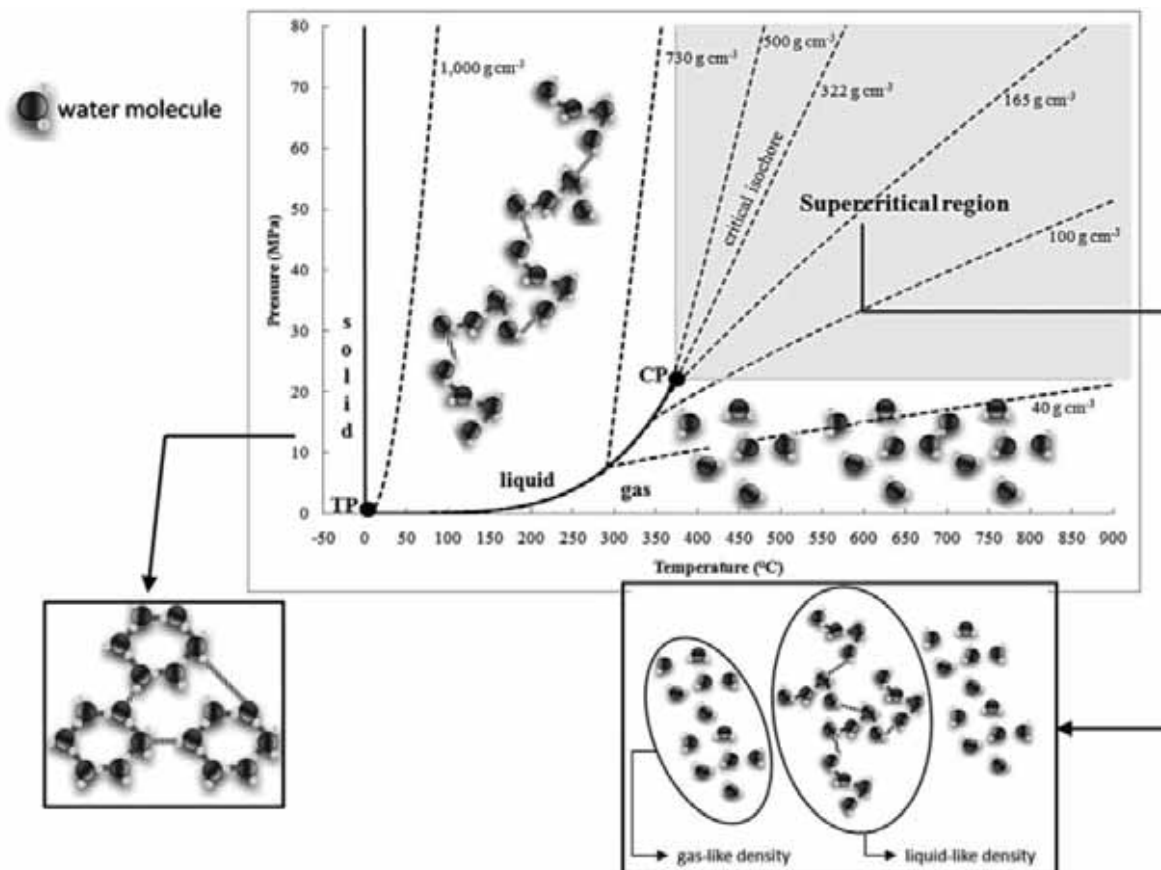 water molecule
80
70
60
50
40
30
20
10
0
Pressure (MPa)
1,000 g cm⁻³
730 g cm⁻³
500 g cm⁻³
322 g cm⁻³
critical isochore
165 g cm⁻³
Supercritical region
100 g cm⁻³
solid
CP
40 g cm⁻³
liquid
gas
TP
-50 0 50 100 150 200 250 300 350 400 450 500 550 600 650 700 750 800 850 900
Temperature (°C)
gas-like density
liquid-like density